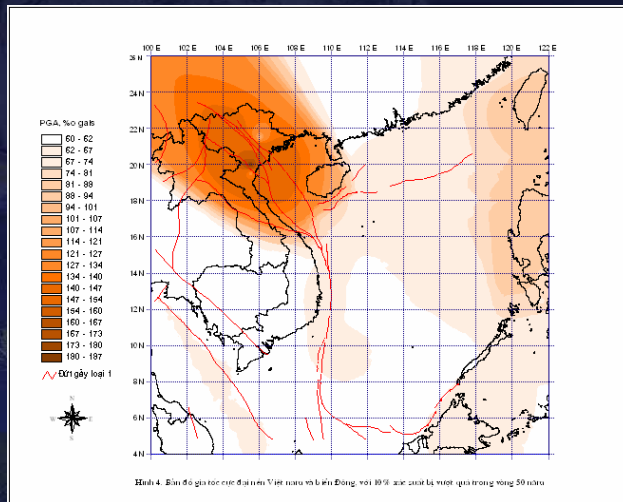 100 E 102 E 104 E 106 E 108 E 110 E 112 E 114 E 116 E 118 E 120 E 122 E
26 N
24 N
22 N
20 N
18 N
16 N
14 N
12 N
10 N
8 N
6 N
4 N
PGA, %o gals
60 - 62
62 - 67
67 - 74
74 - 81
81 - 88
88 - 94
94 - 101
101 - 107
107 - 114
114 - 121
121 - 127
127 - 134
134 - 140
140 - 147
147 - 154
154 - 160
160 - 167
167 - 173
173 - 180
180 - 187
Đứt gãy loại 1
N
W E
S
Hình 4. Bản đồ gia tốc cực đại nền Việt nam và biển Đông, với 10% xác suất bị vượt quá trong vòng 50 năm